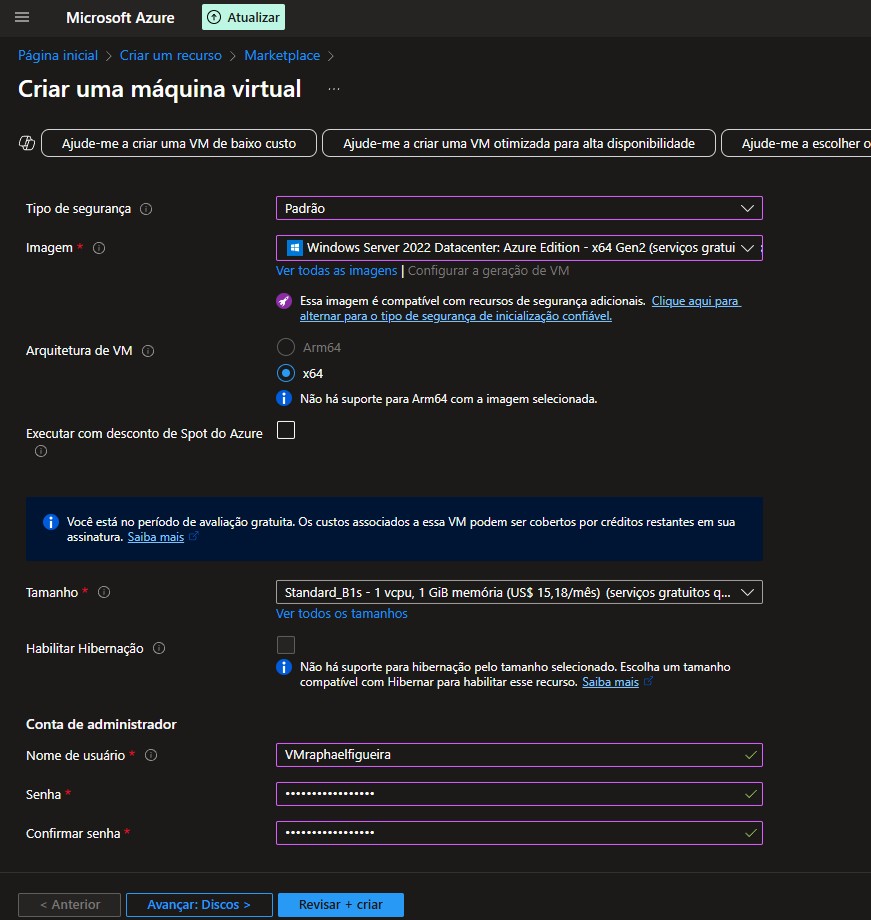 Microsoft Azure
Atualizar
Página inicial > Criar um recurso > Marketplace >
Criar uma máquina virtual ...
Ajude-me a criar uma VM de baixo custo
Ajude-me a criar uma VM otimizada para alta disponibilidade
Ajude-me a escolher o
Tipo de segurança
Padrão
Imagem *
Windows Server 2022 Datacenter: Azure Edition - x64 Gen2 (serviços gratui
Ver todas as imagens | Configurar a geração de VM
Essa imagem é compatível com recursos de segurança adicionais. Clique aqui para
alternar para o tipo de segurança de inicialização confiável.
Arquitetura de VM
Arm64
x64
Não há suporte para Arm64 com a imagem selecionada.
Executar com desconto de Spot do Azure
Você está no período de avaliação gratuita. Os custos associados a essa VM podem ser cobertos por créditos restantes em sua
assinatura. Saiba mais
Tamanho *
Standard_B1s - 1 vcpu, 1 GiB memória (US$ 15,18/mês) (serviços gratuitos q...
Ver todos os tamanhos
Habilitar Hibernação
Não há suporte para hibernação pelo tamanho selecionado. Escolha um tamanho
compatível com Hibernar para habilitar esse recurso. Saiba mais
Conta de administrador
Nome de usuário *
VMraphaelfigueira
Senha *
•••••••••••••••••
Confirmar senha *
•••••••••••••••••
< Anterior
Avançar: Discos >
Revisar + criar